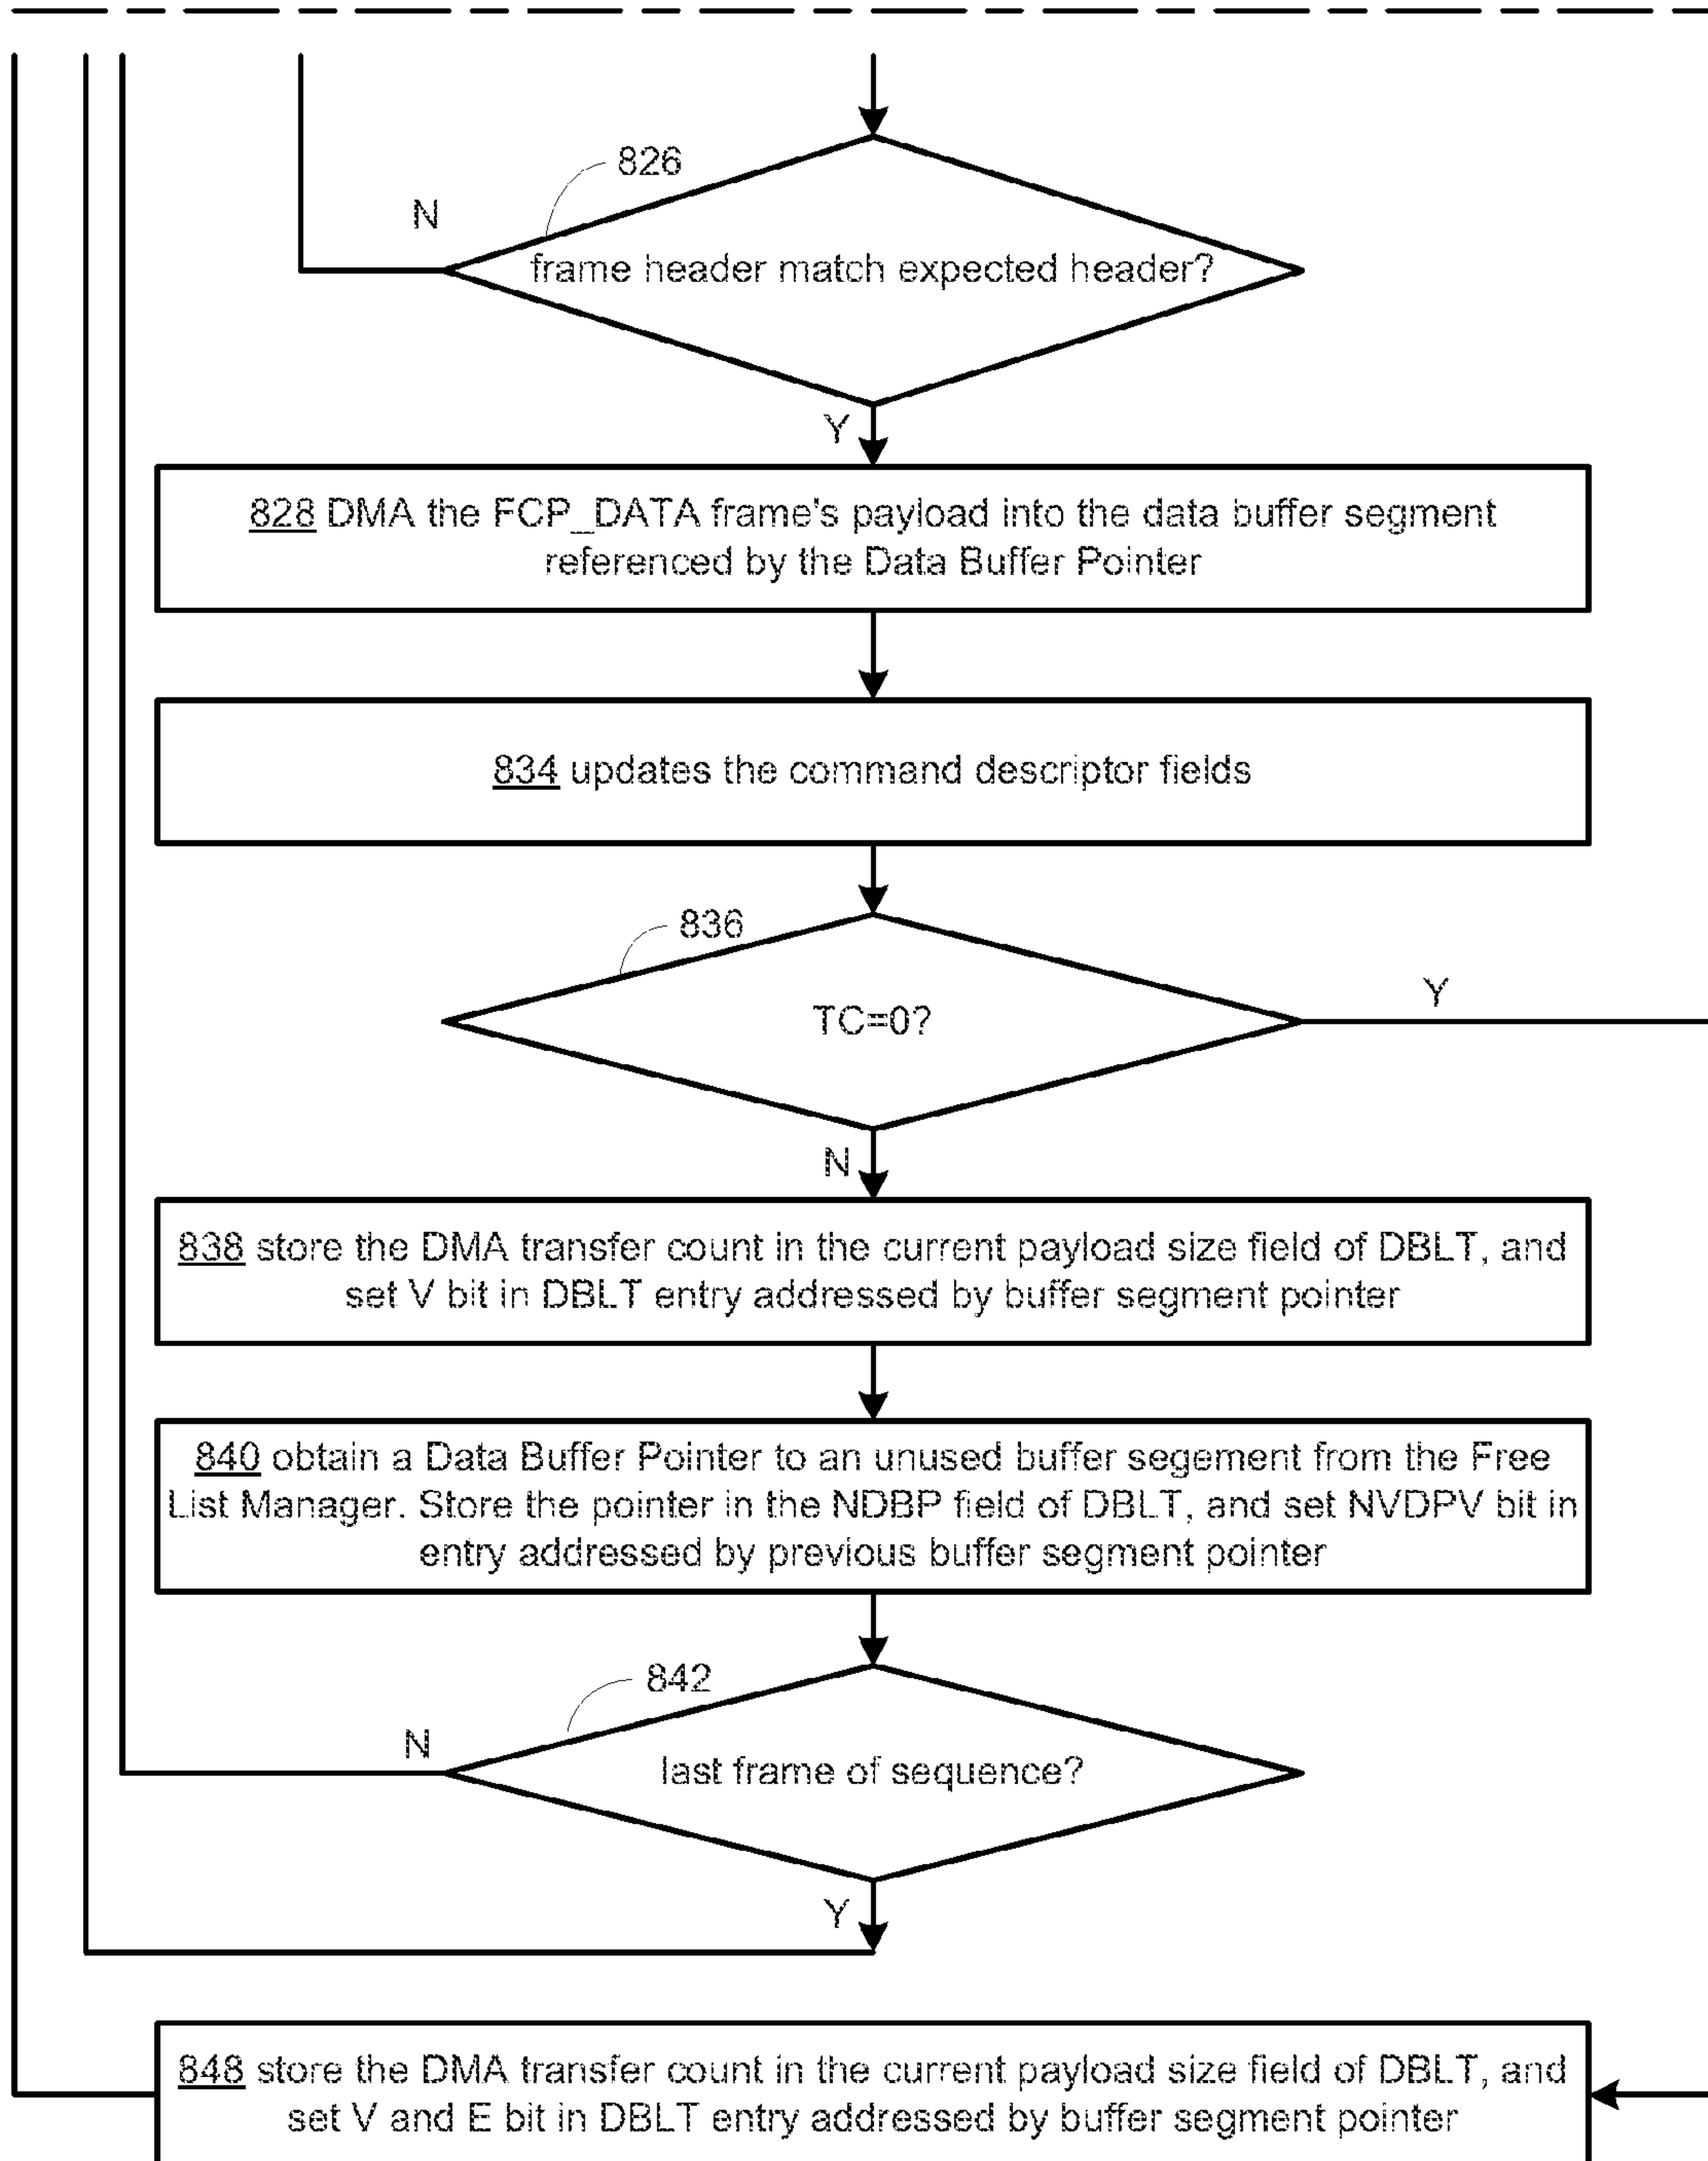 826
N
frame header match expected header?
Y
828 DMA the FCP_DATA frame's payload into the data buffer segment
referenced by the Data Buffer Pointer
834 updates the command descriptor fields
836
Y
TC=0?
N
838 store the DMA transfer count in the current payload size field of DBLT, and
set V bit in DBLT entry addressed by buffer segment pointer
840 obtain a Data Buffer Pointer to an unused buffer segement from the Free
List Manager. Store the pointer in the NDBP field of DBLT, and set NVDPV bit in
entry addressed by previous buffer segment pointer
842
N
last frame of sequence?
Y
848 store the DMA transfer count in the current payload size field of DBLT, and
set V and E bit in DBLT entry addressed by buffer segment pointer